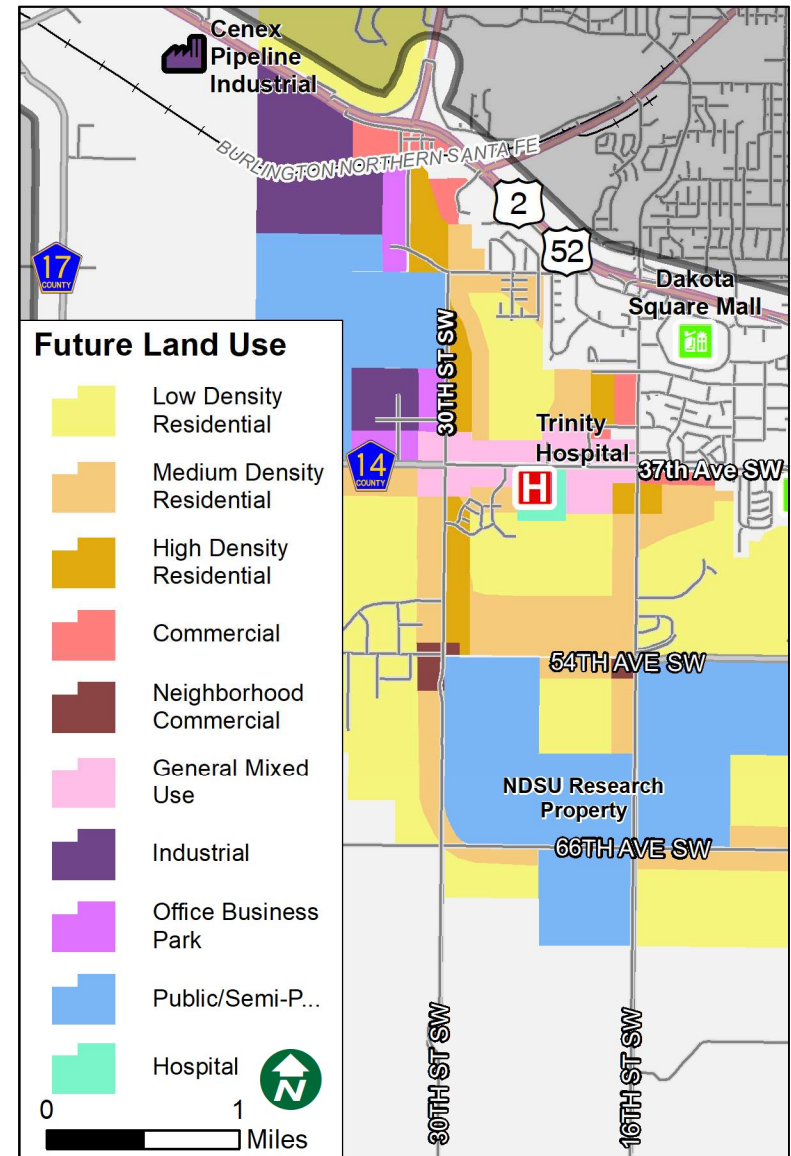 Cenex
Pipeline
Industrial
BURLINGTON NORTHERN SANTA FE
2
52
17
COUNTY
Dakota
Square Mall
Future Land Use
Low Density
Residential
Medium Density
Residential
High Density
Residential
Commercial
Neighborhood
Commercial
General Mixed
Use
Industrial
Office Business
Park
Public/Semi-P...
Hospital
N
0 1
Miles
30TH ST SW
Trinity
Hospital
14
COUNTY
H
37th Ave SW
54TH AVE SW
NDSU Research
Property
66TH AVE SW
30TH ST SW
16TH ST SW